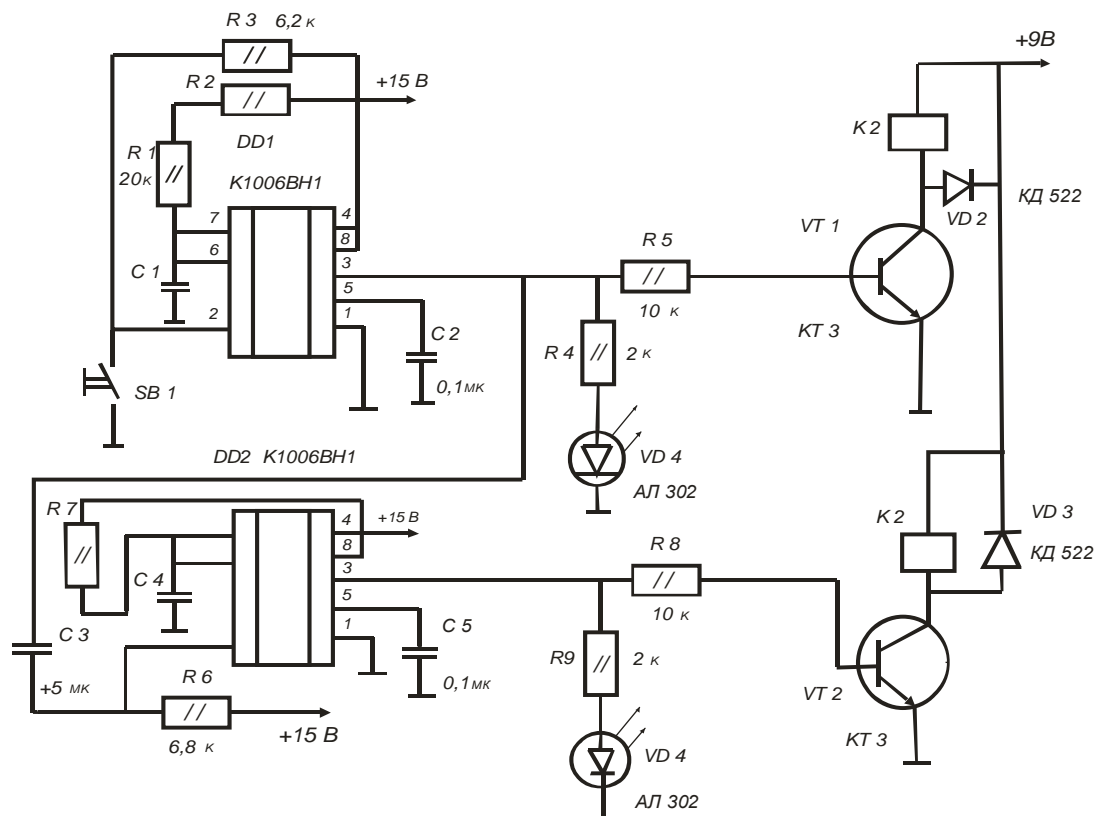 R 3 6,2 к
+9В
R 2
+15 В
К 2
DD1
R 1
20к
К1006ВН1
КД 522
7
4
VD 2
8
VT 1
6
R 5
3
С 1
5
10 к
2
1
С 2
КТ 3
R 4
2 к
SB 1
0,1мк
DD2 К1006ВН1
VD 4
АЛ 302
R 7
4
+15 В
К 2
VD 3
8
R 8
КД 522
3
С 4
5
10 к
С 3
1
С 5
R9
2 к
+5 мк
R 6
0,1мк
VT 2
6,8 к
+15 В
КТ 3
VD 4
АЛ 302